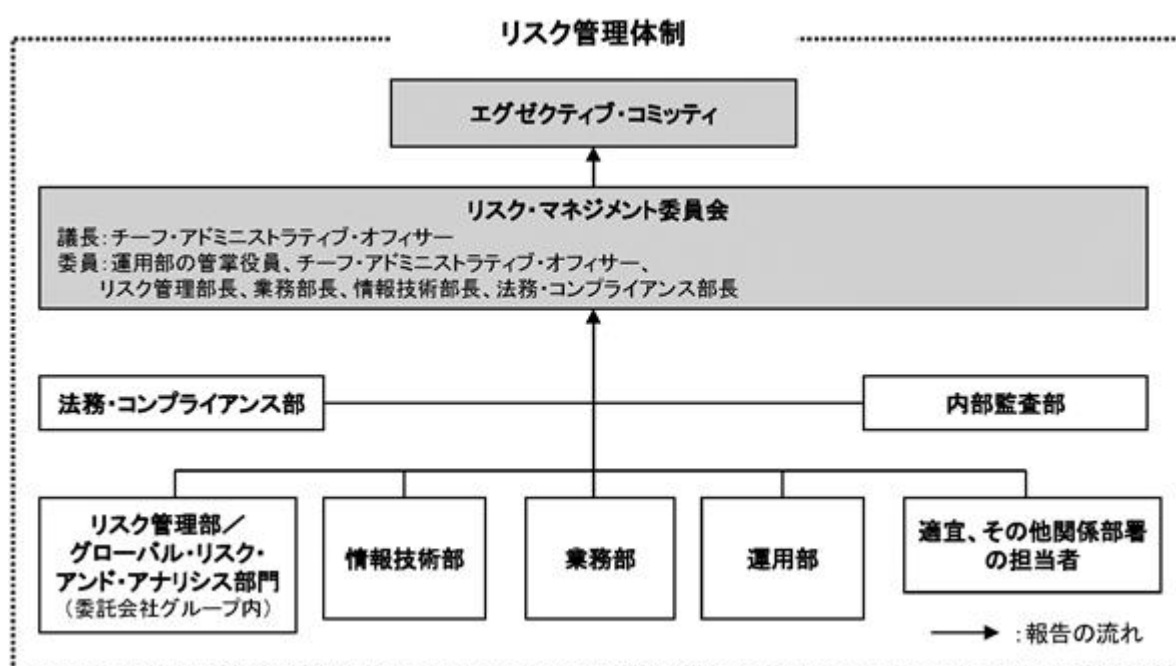 リスク管理体制
エグゼクティブ・コミッティ
リスク・マネジメント委員会
議長:チーフ・アドミニストラティブ・オフィサー
委員:運用部の管掌役員、チーフ・アドミニストラティブ・オフィサー、
リスク管理部長、業務部長、情報技術部長、法務・コンプライアンス部長
法務・コンプライアンス部
内部監査部
リスク管理部/
グローバル・リスク・
アンド・アナリシス部門
(委託会社グループ内)
情報技術部
業務部
運用部
適宜、その他関係部署
の担当者
:報告の流れ